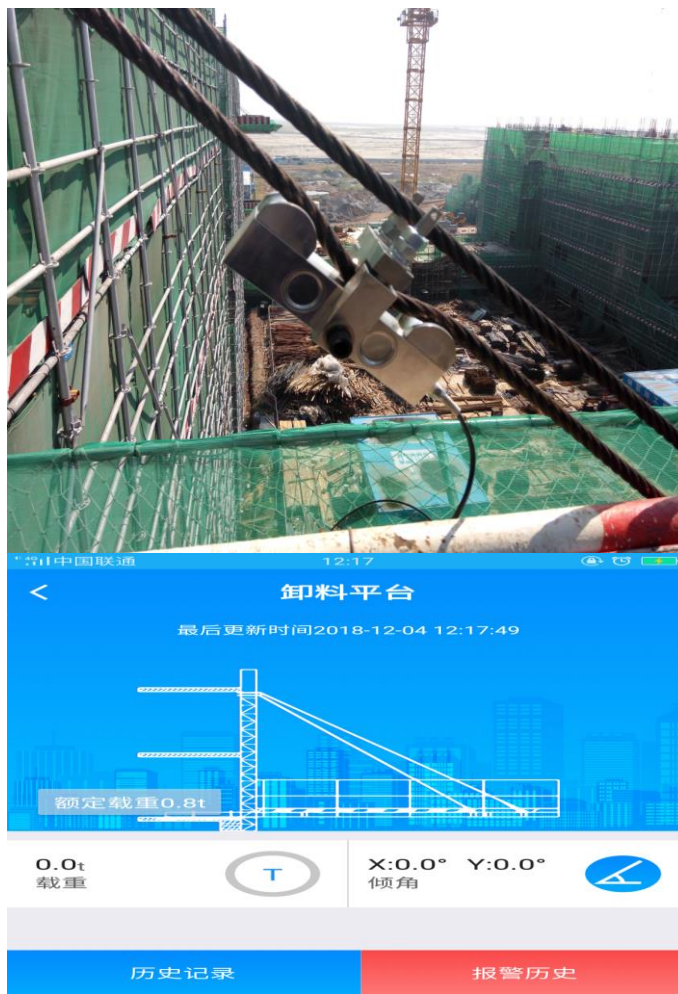 4G 中国联通 12:17
卸料平台
最后更新时间2018-12-04 12:17:49
额定载重0.8t
0.0t
载重
T
X:0.0° Y:0.0°
倾角
历史记录 报警历史